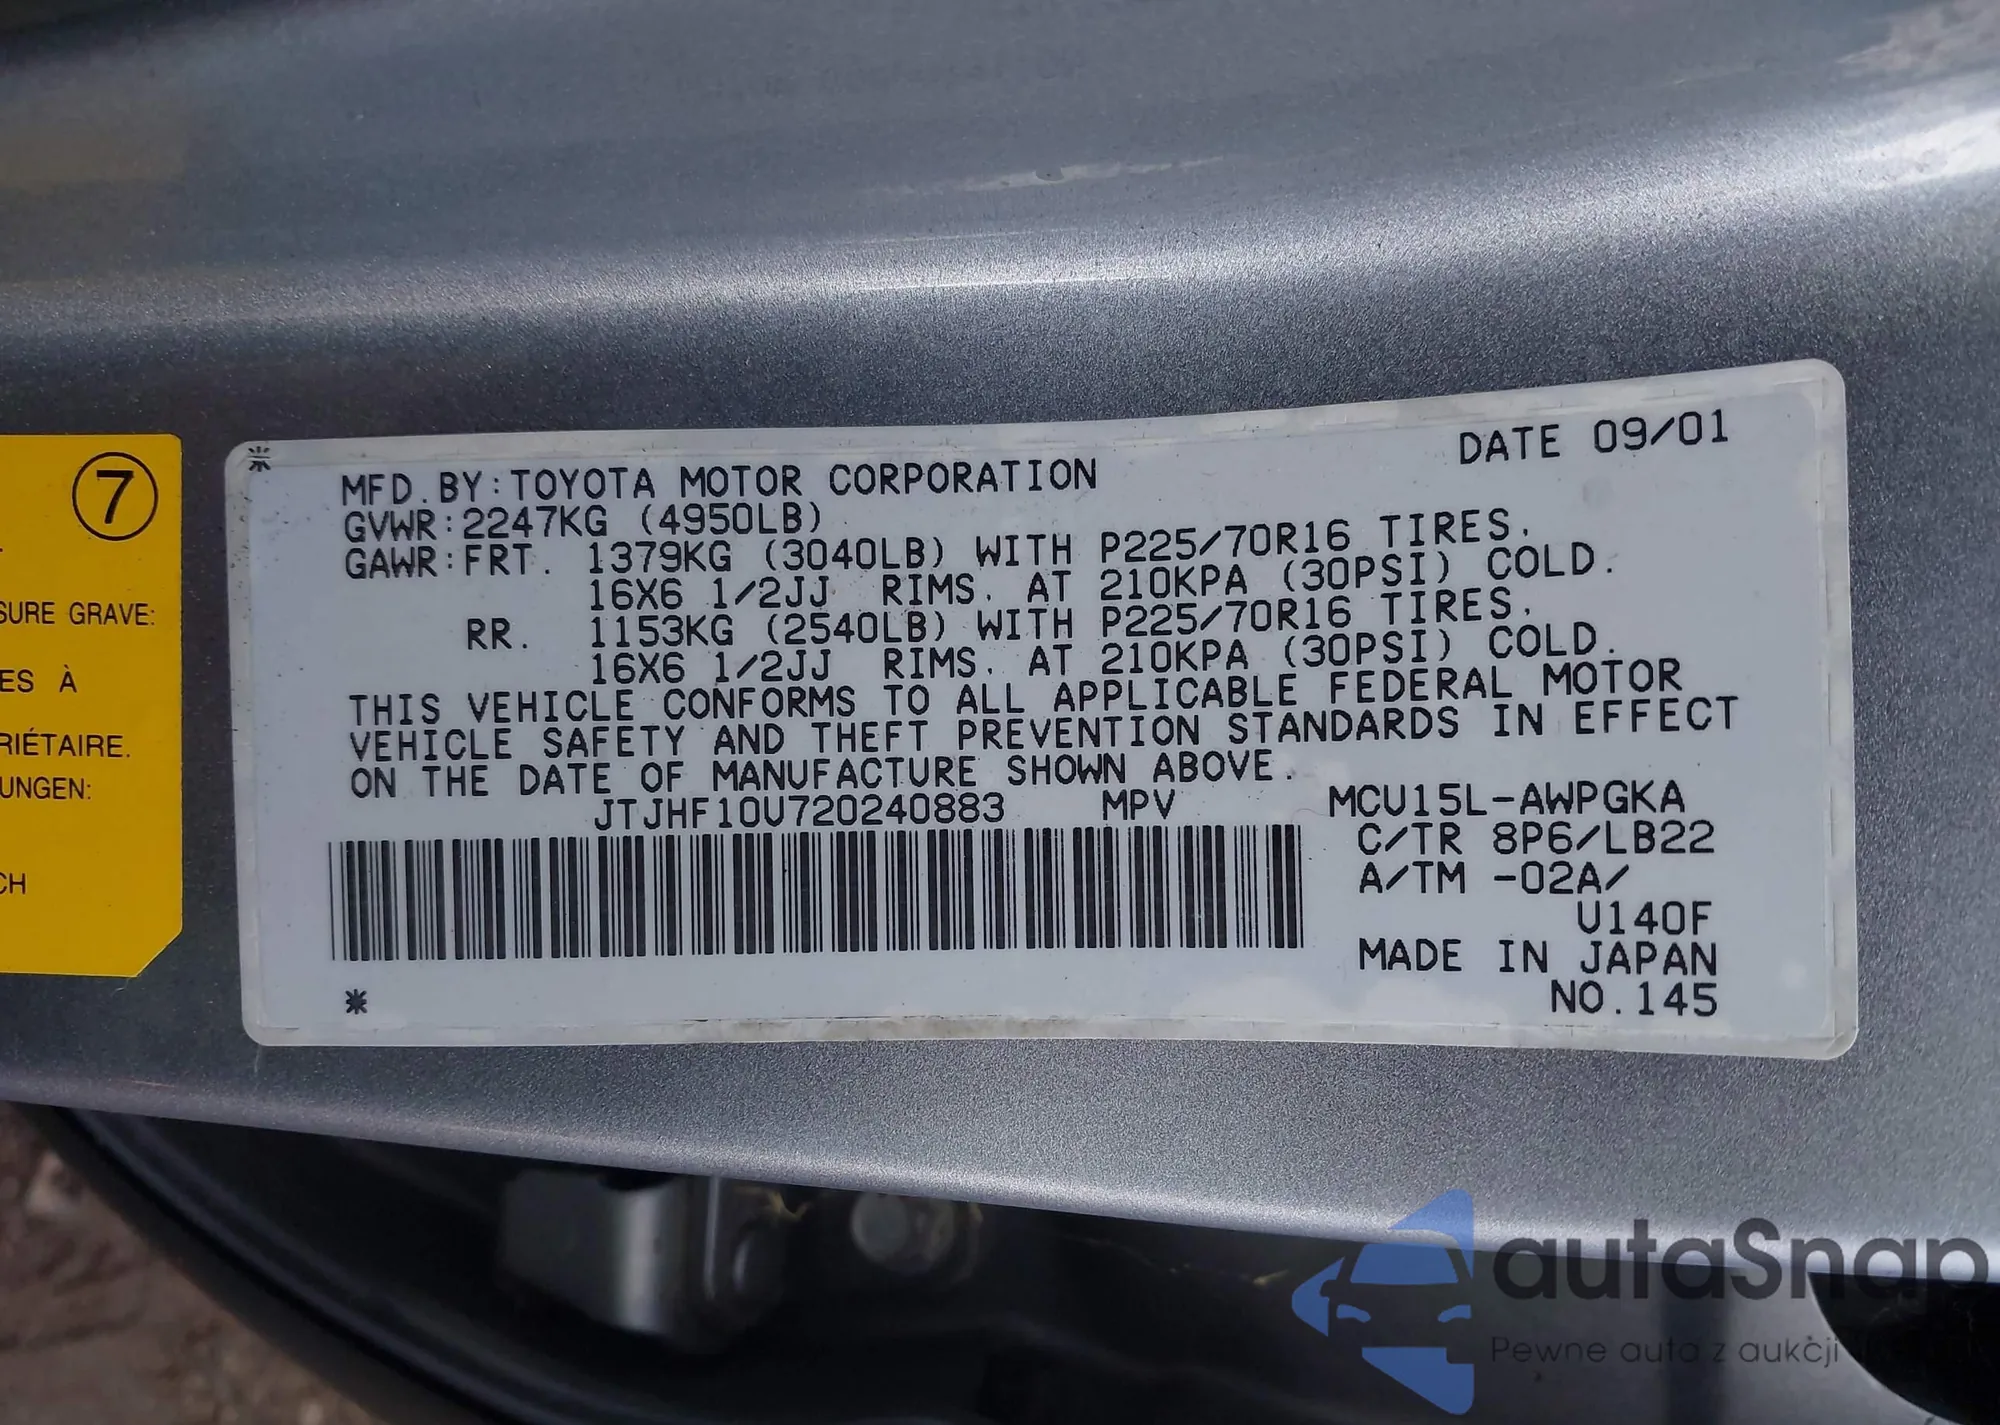 7
SURE GRAVE:
ES À
RIÉTAIRE.
UNGEN:
CH
DATE 09/01
MFD.BY:TOYOTA MOTOR CORPORATION
GVWR:2247KG (4950LB)
GAWR:FRT. 1379KG (3040LB) WITH P225/70R16 TIRES.
16X6 1/2JJ RIMS. AT 210KPA (30PSI) COLD.
RR. 1153KG (2540LB) WITH P225/70R16 TIRES.
16X6 1/2JJ RIMS. AT 210KPA (30PSI) COLD.
THIS VEHICLE CONFORMS TO ALL APPLICABLE FEDERAL MOTOR
VEHICLE SAFETY AND THEFT PREVENTION STANDARDS IN EFFECT
ON THE DATE OF MANUFACTURE SHOWN ABOVE.
JTJHF10U720240883 MPV MCU15L-AWPGKA
C/TR 8P6/LB22
A/TM -02A/
U140F
MADE IN JAPAN
NO.145
autaSnap
Pewne auta z aukcji